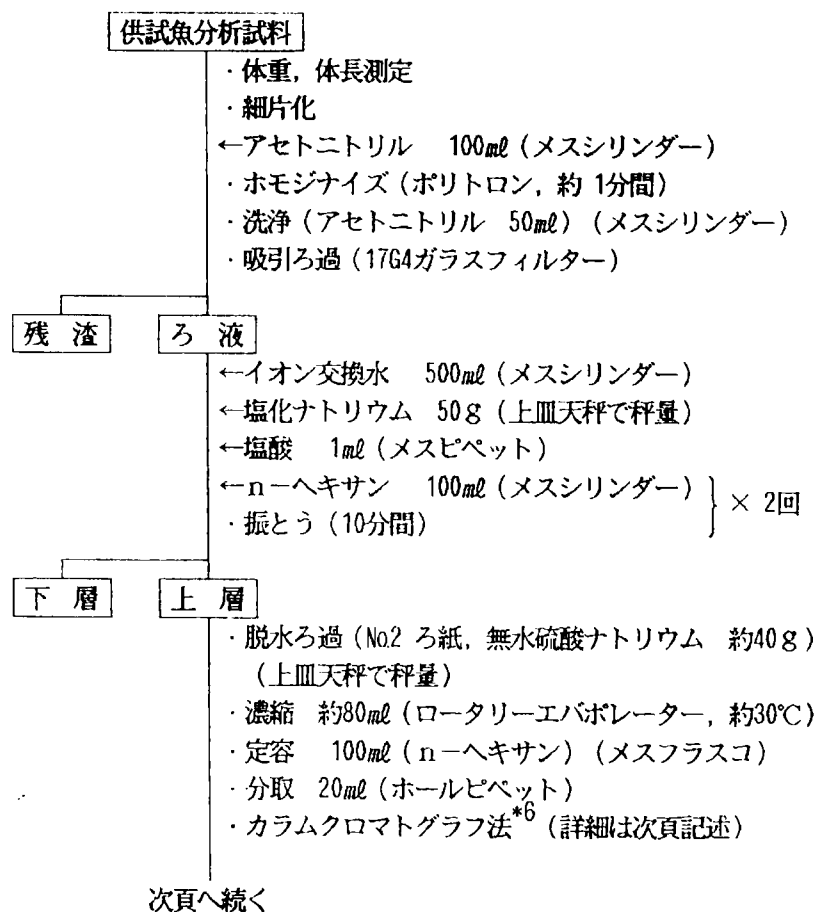 供試魚分析試料
・体重，体長測定
・細片化
←アセトニトリル　100mℓ（メスシリンダー）
・ホモジナイズ（ポリトロン，約 1分間）
・洗浄（アセトニトリル　50mℓ）（メスシリンダー）
・吸引ろ過（17G4ガラスフィルター）
残　渣　ろ　液
←イオン交換水　500mℓ（メスシリンダー）
←塩化ナトリウム　50g（上皿天秤で秤量）
←塩酸　1mℓ（メスピペット）
←n－ヘキサン　100mℓ（メスシリンダー）
・振とう（10分間）
× 2回
下　層　上　層
・脱水ろ過（No.2 ろ紙，無水硫酸ナトリウム　約40g）
（上皿天秤で秤量）
・濃縮　約80mℓ（ロータリーエバポレーター，約30℃）
・定容　100mℓ（n－ヘキサン）（メスフラスコ）
・分取　20mℓ（ホールピペット）
・カラムクロマトグラフ法*6（詳細は次頁記述）
次頁へ続く